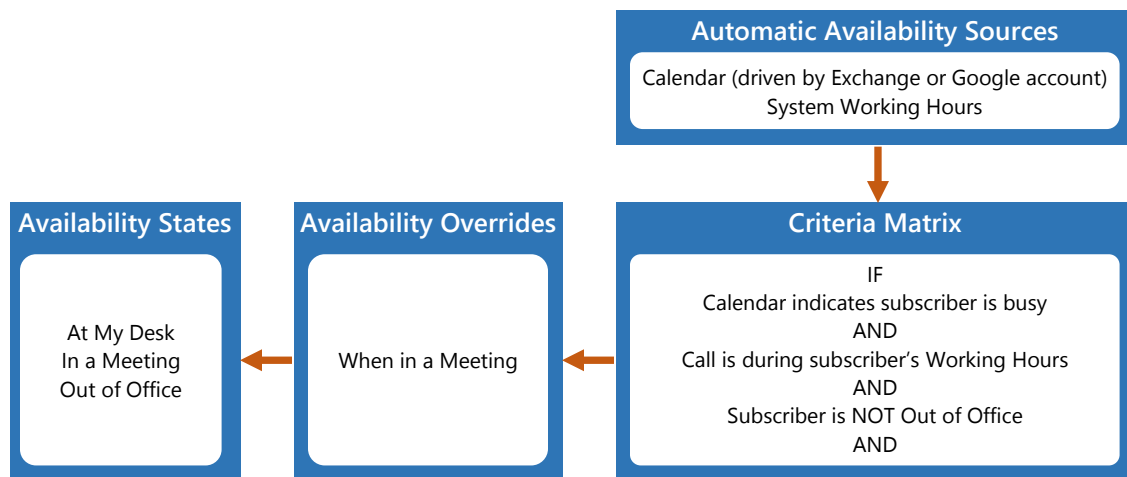 Automatic Availability Sources
Calendar (driven by Exchange or Google account)
System Working Hours
Availability States
At My Desk
In a Meeting
Out of Office
Availability Overrides
When in a Meeting
Criteria Matrix
IF
Calendar indicates subscriber is busy
AND
Call is during subscriber’s Working Hours
AND
Subscriber is NOT Out of Office
AND